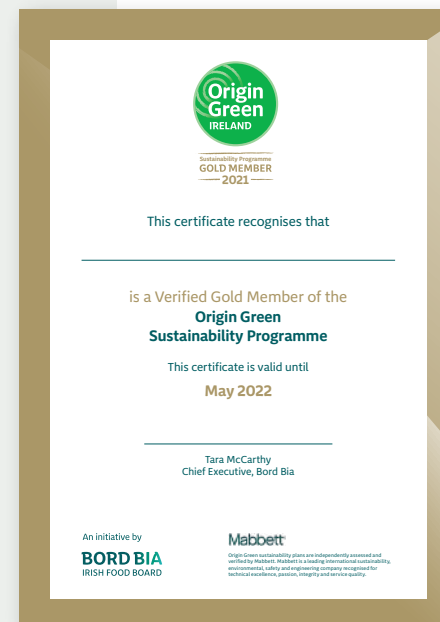 Origin
Green
IRELAND
Sustainability Programme
GOLD MEMBER
2021
This certificate recognises that
is a Verified Gold Member of the
Origin Green
Sustainability Programme
This certificate is valid until
May 2022
Tara McCarthy
Chief Executive, Bord Bia
An initiative by
BORD BIA
IRISH FOOD BOARD
Mabbett
Origin Green sustainability plans are independently assessed and
verified by Mabbett. Mabbett is a leading international sustainability,
environmental, safety and engineering company recognised for
technical excellence, passion, integrity and service quality.